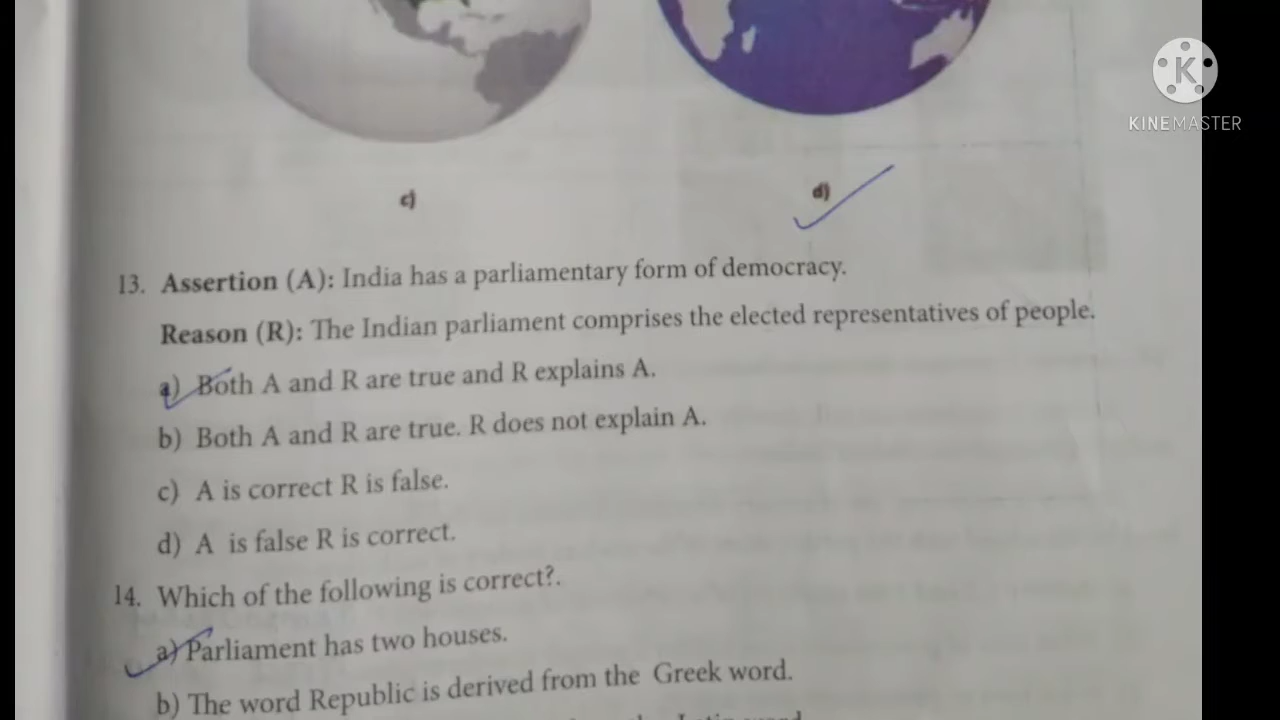 KINEMASTER
c)
d)
13. Assertion (A): India has a parliamentary form of democracy.
Reason (R): The Indian parliament comprises the elected representatives of people.
a) Both A and R are true and R explains A.
b) Both A and R are true. R does not explain A.
c) A is correct R is false.
d) A is false R is correct.
14. Which of the following is correct?.
a) Parliament has two houses.
b) The word Republic is derived from the Greek word.